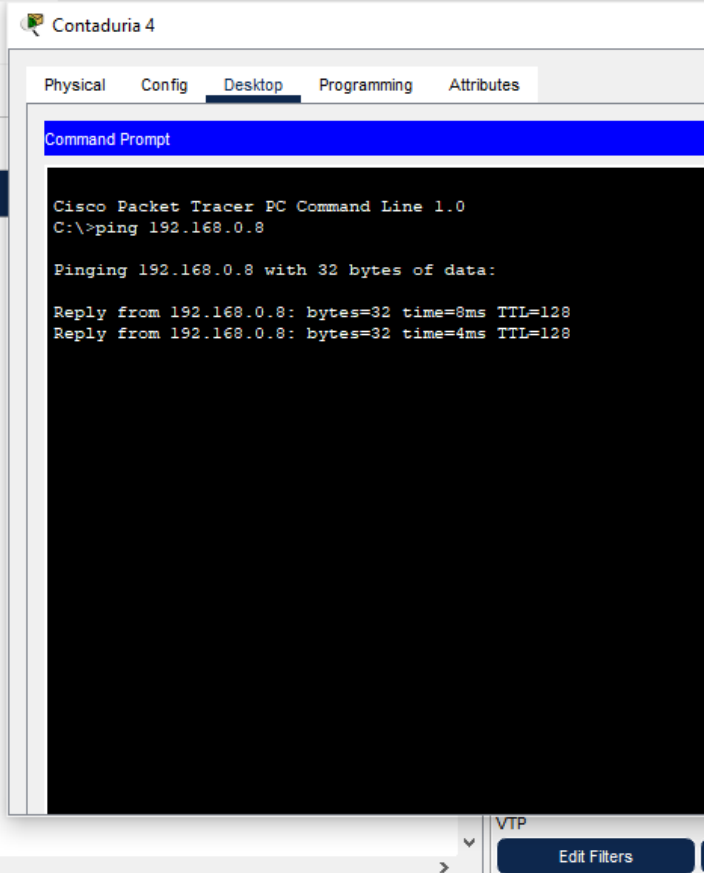 Contaduria 4
Physical Config Desktop Programming Attributes
Command Prompt
Cisco Packet Tracer PC Command Line 1.0
C:\>ping 192.168.0.8
Pinging 192.168.0.8 with 32 bytes of data:
Reply from 192.168.0.8: bytes=32 time=8ms TTL=128
Reply from 192.168.0.8: bytes=32 time=4ms TTL=128
VTP
Edit Filters